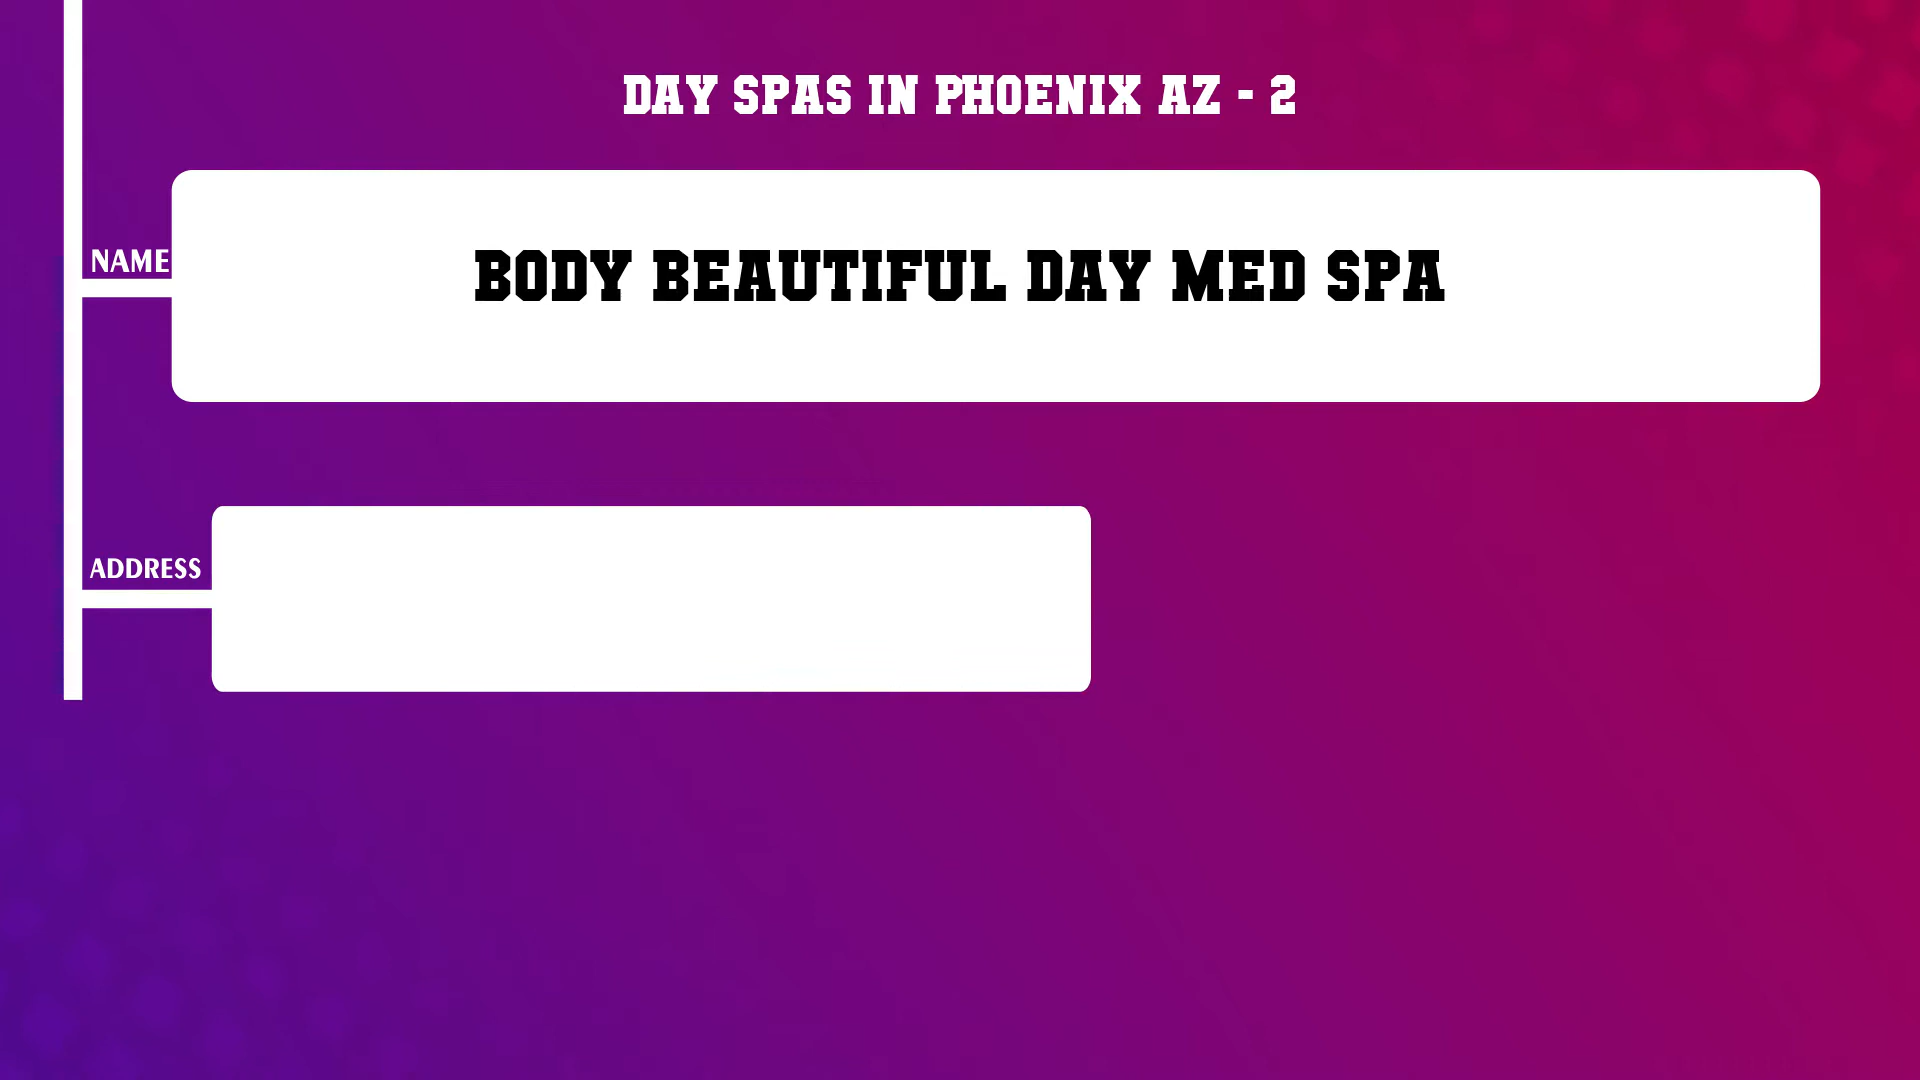 DAY SPAS IN PHOENIX AZ - 2
NAME
BODY BEAUTIFUL DAY MED SPA
ADDRESS